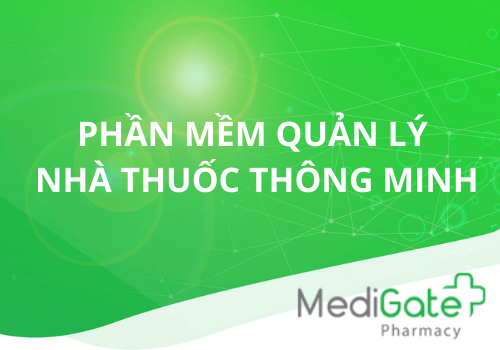 PHẦN MỀM QUẢN LÝ
NHÀ THUỐC THÔNG MINH
MediGate
Pharmacy